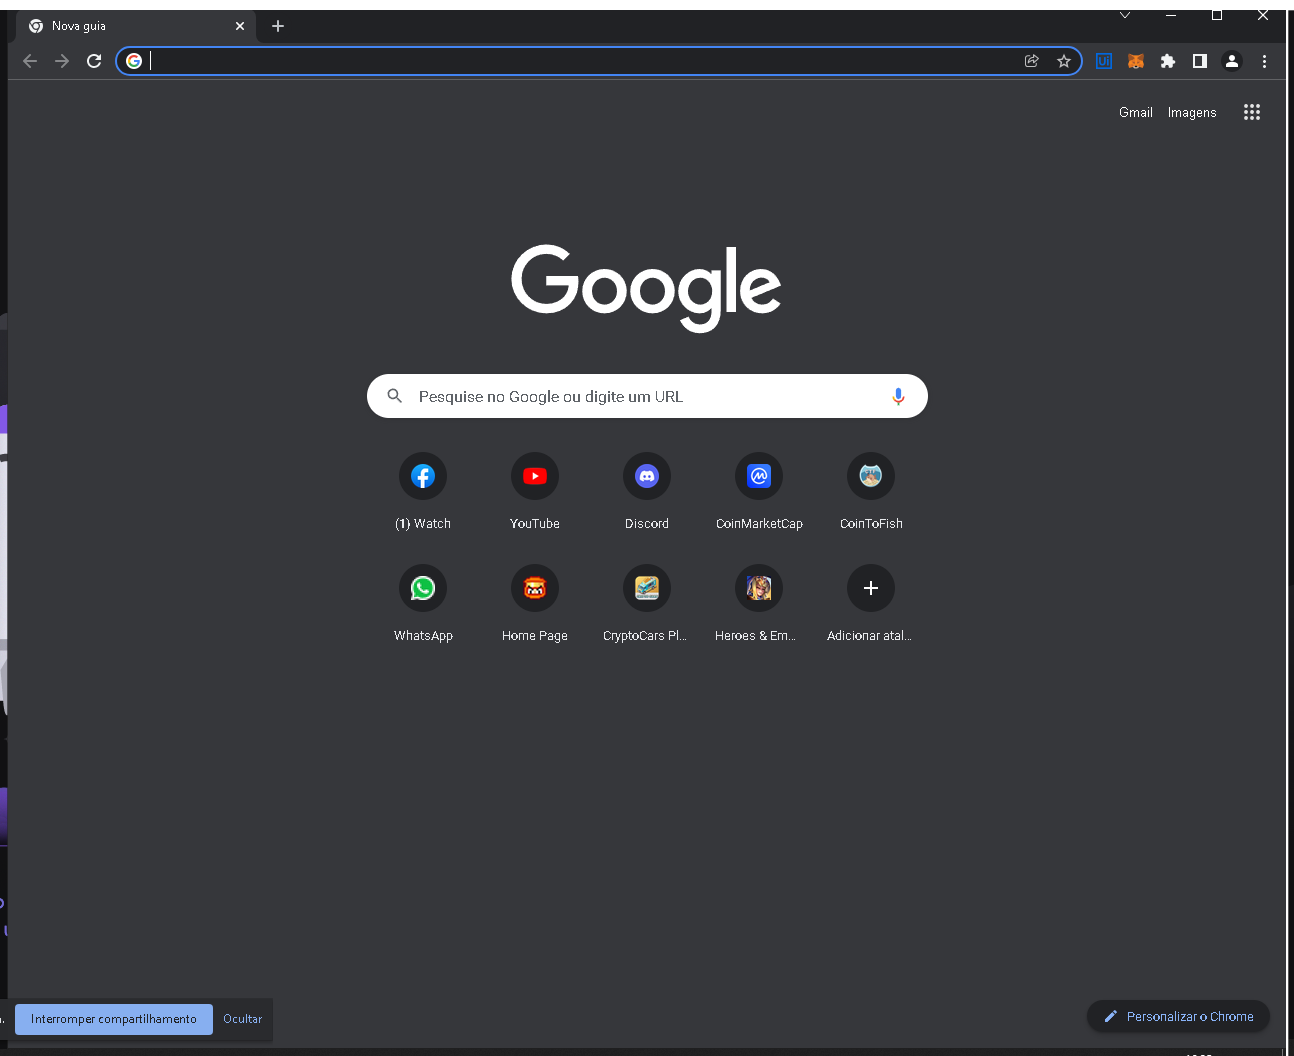 Nova guia
Ui
Gmail Imagens
Google
Pesquise no Google ou digite um URL
(1) Watch YouTube Discord CoinMarketCap CoinToFish
WhatsApp Home Page CryptoCars Pl... Heroes & Em... Adicionar atal...
Interromper compartilhamento Ocultar
Personalizar o Chrome